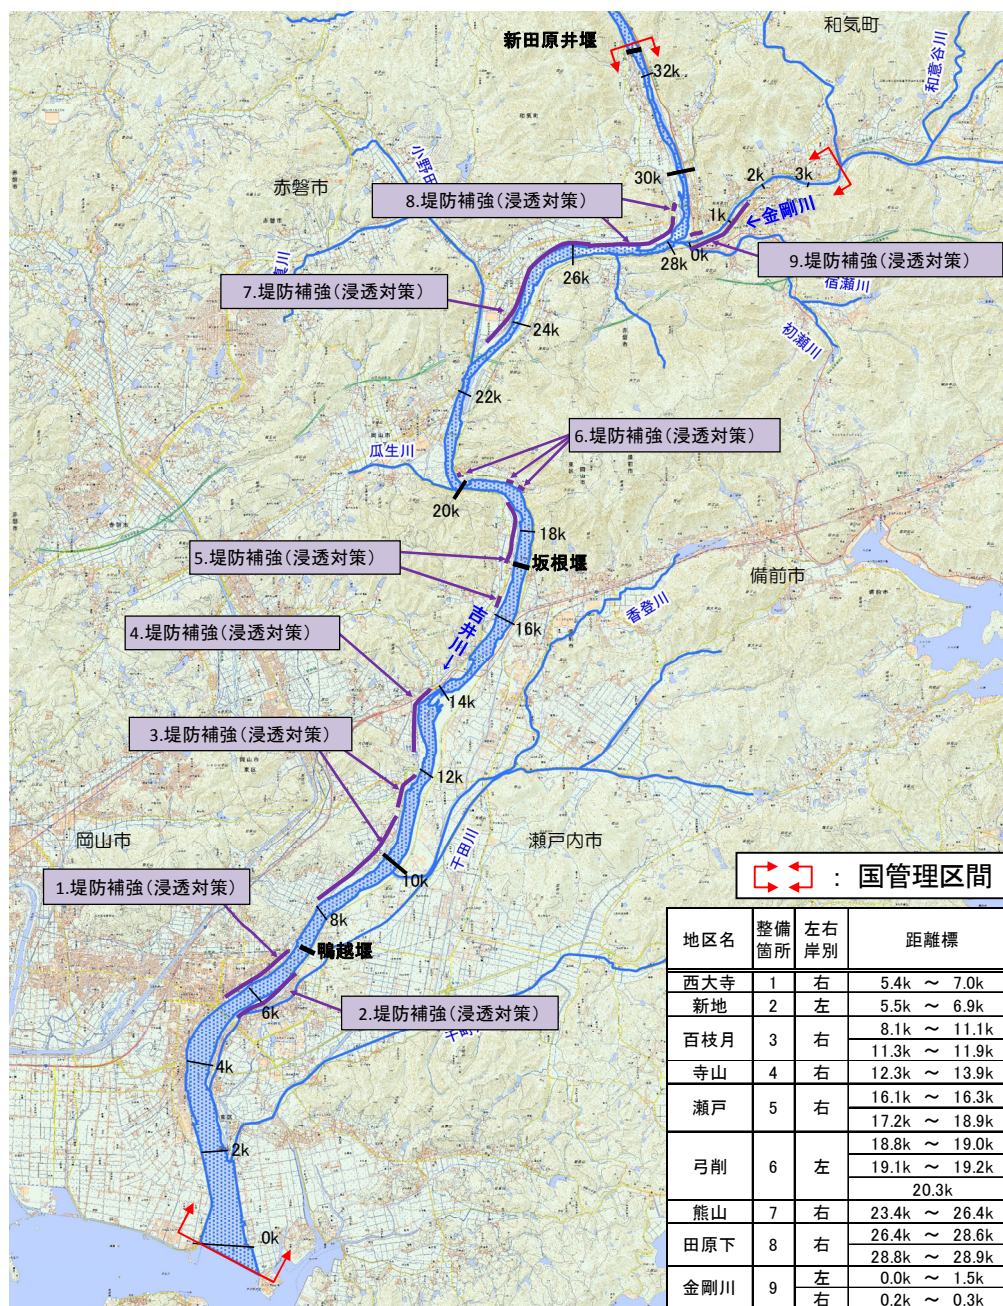 和気町
新田原井堰
和意谷川
32k
和気町
小野田
赤磐市
30k
2k
3k
8.堤防補強(浸透対策)
1k
←金剛川
0k
28k
26k
9.堤防補強(浸透対策)
宿瀬川
7.堤防補強(浸透対策)
24k
初瀬川
22k
6.堤防補強(浸透対策)
瓜生川
20k
18k
5.堤防補強(浸透対策)
坂根堰
備前市
香登川
吉井川←
16k
4.堤防補強(浸透対策)
14k
3.堤防補強(浸透対策)
12k
岡山市
千田川
瀬戸内市
10k
1.堤防補強(浸透対策)
8k
鴨越堰
6k
2.堤防補強(浸透対策)
4k
2k
0k
: 国管理区間
地区名 整備箇所 左右岸別 距離標
西大寺 1 右 5.4k ～ 7.0k
新地 2 左 5.5k ～ 6.9k
百枝月 3 右 8.1k ～ 11.1k
11.3k ～ 11.9k
寺山 4 右 12.3k ～ 13.9k
瀬戸 5 右 16.1k ～ 16.3k
17.2k ～ 18.9k
弓削 6 左 18.8k ～ 19.0k
19.1k ～ 19.2k
20.3k
熊山 7 右 23.4k ～ 26.4k
田原下 8 右 26.4k ～ 28.6k
28.8k ～ 28.9k
金剛川 9 左 0.0k ～ 1.5k
右 0.2k ～ 0.3k